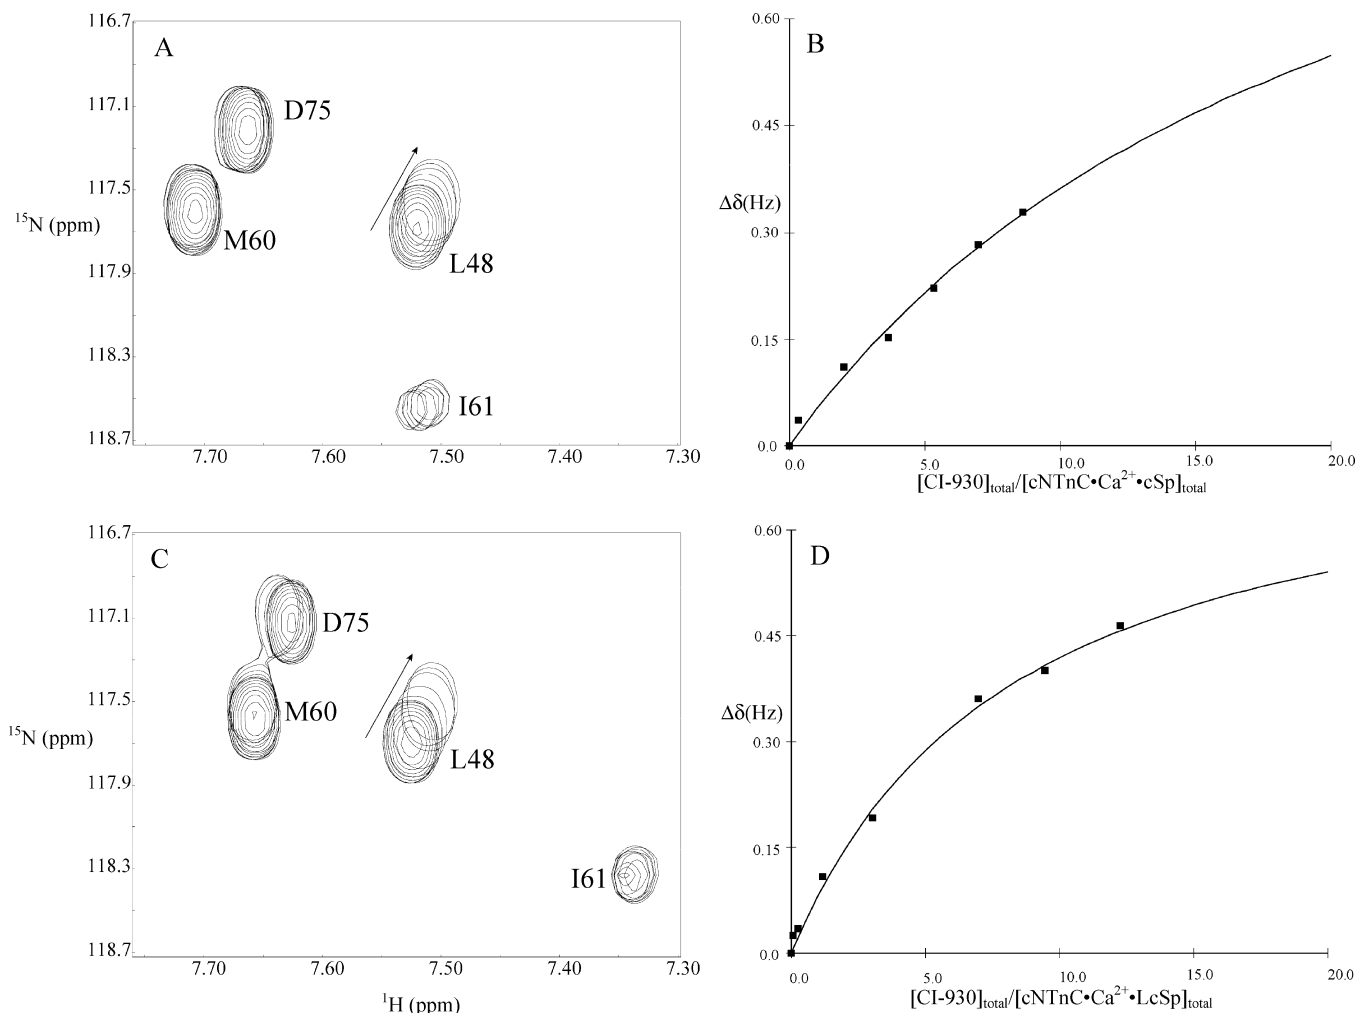 A
116.7
117.1
117.5
117.9
118.3
118.7
¹⁵N (ppm)
D75
M60
L48
I61
7.70
7.60
7.50
7.40
7.30
B
0.60
0.45
0.30
0.15
0.0
Δδ(Hz)
0.0
5.0
10.0
15.0
20.0
[CI-930]total/[cNTnC•Ca²⁺•cSp]total
C
116.7
117.1
117.5
117.9
118.3
118.7
¹⁵N (ppm)
D75
M60
L48
I61
7.70
7.60
7.50
7.40
7.30
¹H (ppm)
D
0.60
0.45
0.30
0.15
0.0
Δδ(Hz)
0.0
5.0
10.0
15.0
20.0
[CI-930]total/[cNTnC•Ca²⁺•LcSp]total